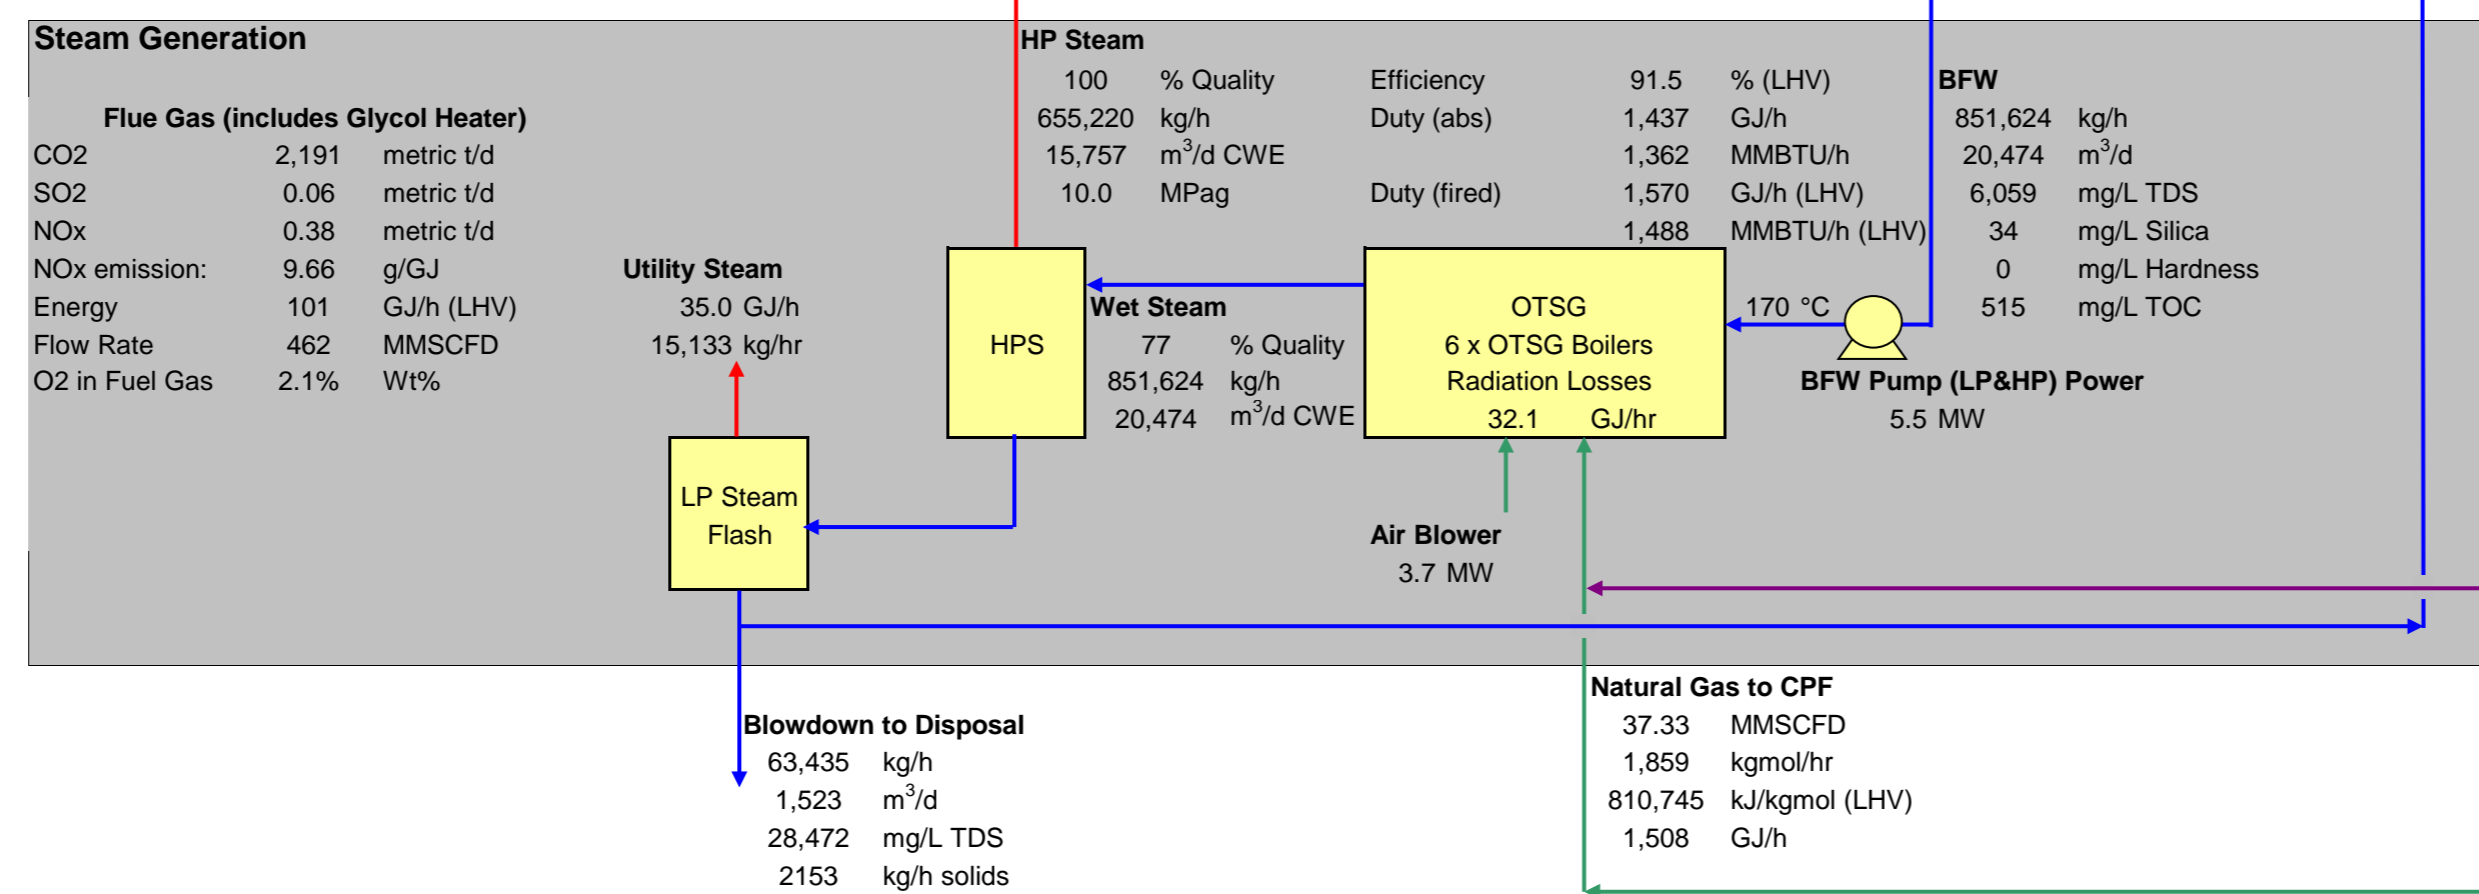 Steam Generation
Flue Gas (includes Glycol Heater)
CO2 2,191 metric t/d
SO2 0.06 metric t/d
NOx 0.38 metric t/d
NOx emission: 9.66 g/GJ
Energy 101 GJ/h (LHV)
Flow Rate 462 MMSCFD
O2 in Fuel Gas 2.1% Wt%
Utility Steam
35.0 GJ/h
15,133 kg/hr
LP Steam
Flash
HP Steam
100 % Quality
655,220 kg/h
15,757 m³/d CWE
10.0 MPag
HPS
Wet Steam
77 % Quality
851,624 kg/h
20,474 m³/d CWE
Efficiency 91.5 % (LHV)
Duty (abs) 1,437 GJ/h
1,362 MMBTU/h
Duty (fired) 1,570 GJ/h (LHV)
1,488 MMBTU/h (LHV)
OTSG
6 x OTSG Boilers
Radiation Losses
32.1 GJ/hr
Air Blower
3.7 MW
BFW
851,624 kg/h
20,474 m³/d
6,059 mg/L TDS
34 mg/L Silica
0 mg/L Hardness
515 mg/L TOC
170 °C
BFW Pump (LP&HP) Power
5.5 MW
Blowdown to Disposal
63,435 kg/h
1,523 m³/d
28,472 mg/L TDS
2153 kg/h solids
Natural Gas to CPF
37.33 MMSCFD
1,859 kgmol/hr
810,745 kJ/kgmol (LHV)
1,508 GJ/h